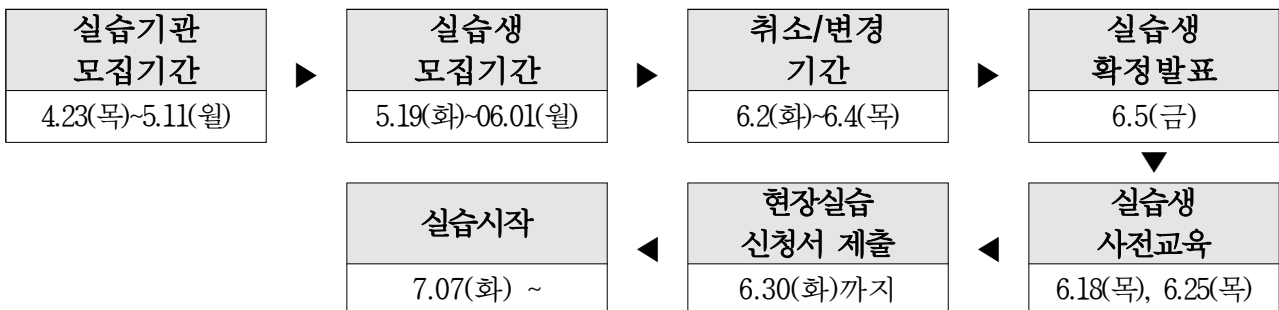 실습기관
모집기간
4.23(목)~5.11(월)
실습생
모집기간
5.19(화)~06.01(월)
취소/변경
기간
6.2(화)~6.4(목)
실습생
확정발표
6.5(금)
실습생
사전교육
6.18(목), 6.25(목)
현장실습
신청서 제출
6.30(화)까지
실습시작
7.07(화) ~